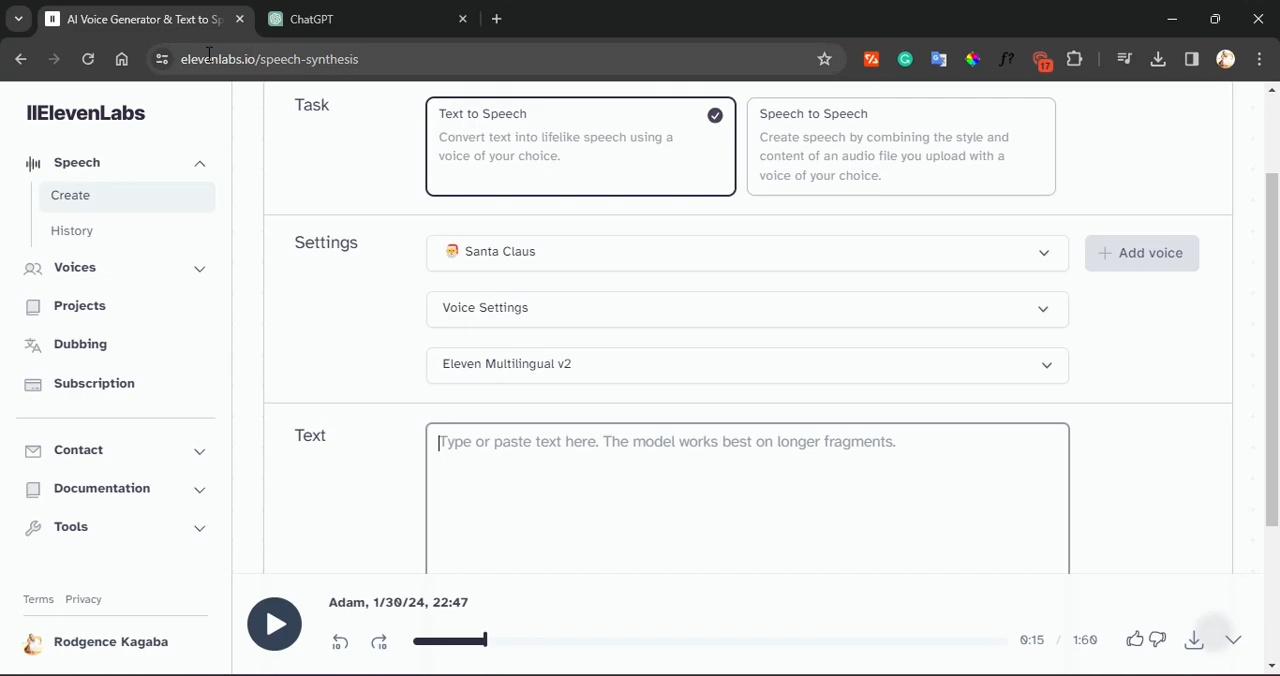 AI Voice Generator & Text to Sp
ChatGPT
elevenlabs.io/speech-synthesis
17
IIElevenLabs
Speech
Create
History
Voices
Projects
Dubbing
Subscription
Contact
Documentation
Tools
Terms
Privacy
Rodgence Kagaba
Task
Text to Speech
Convert text into lifelike speech using a
voice of your choice.
Speech to Speech
Create speech by combining the style and
content of an audio file you upload with a
voice of your choice.
Settings
Santa Claus
Add voice
Voice Settings
Eleven Multilingual v2
Text
Type or paste text here. The model works best on longer fragments.
Adam, 1/30/24, 22:47
10
10
0:15 / 1:60